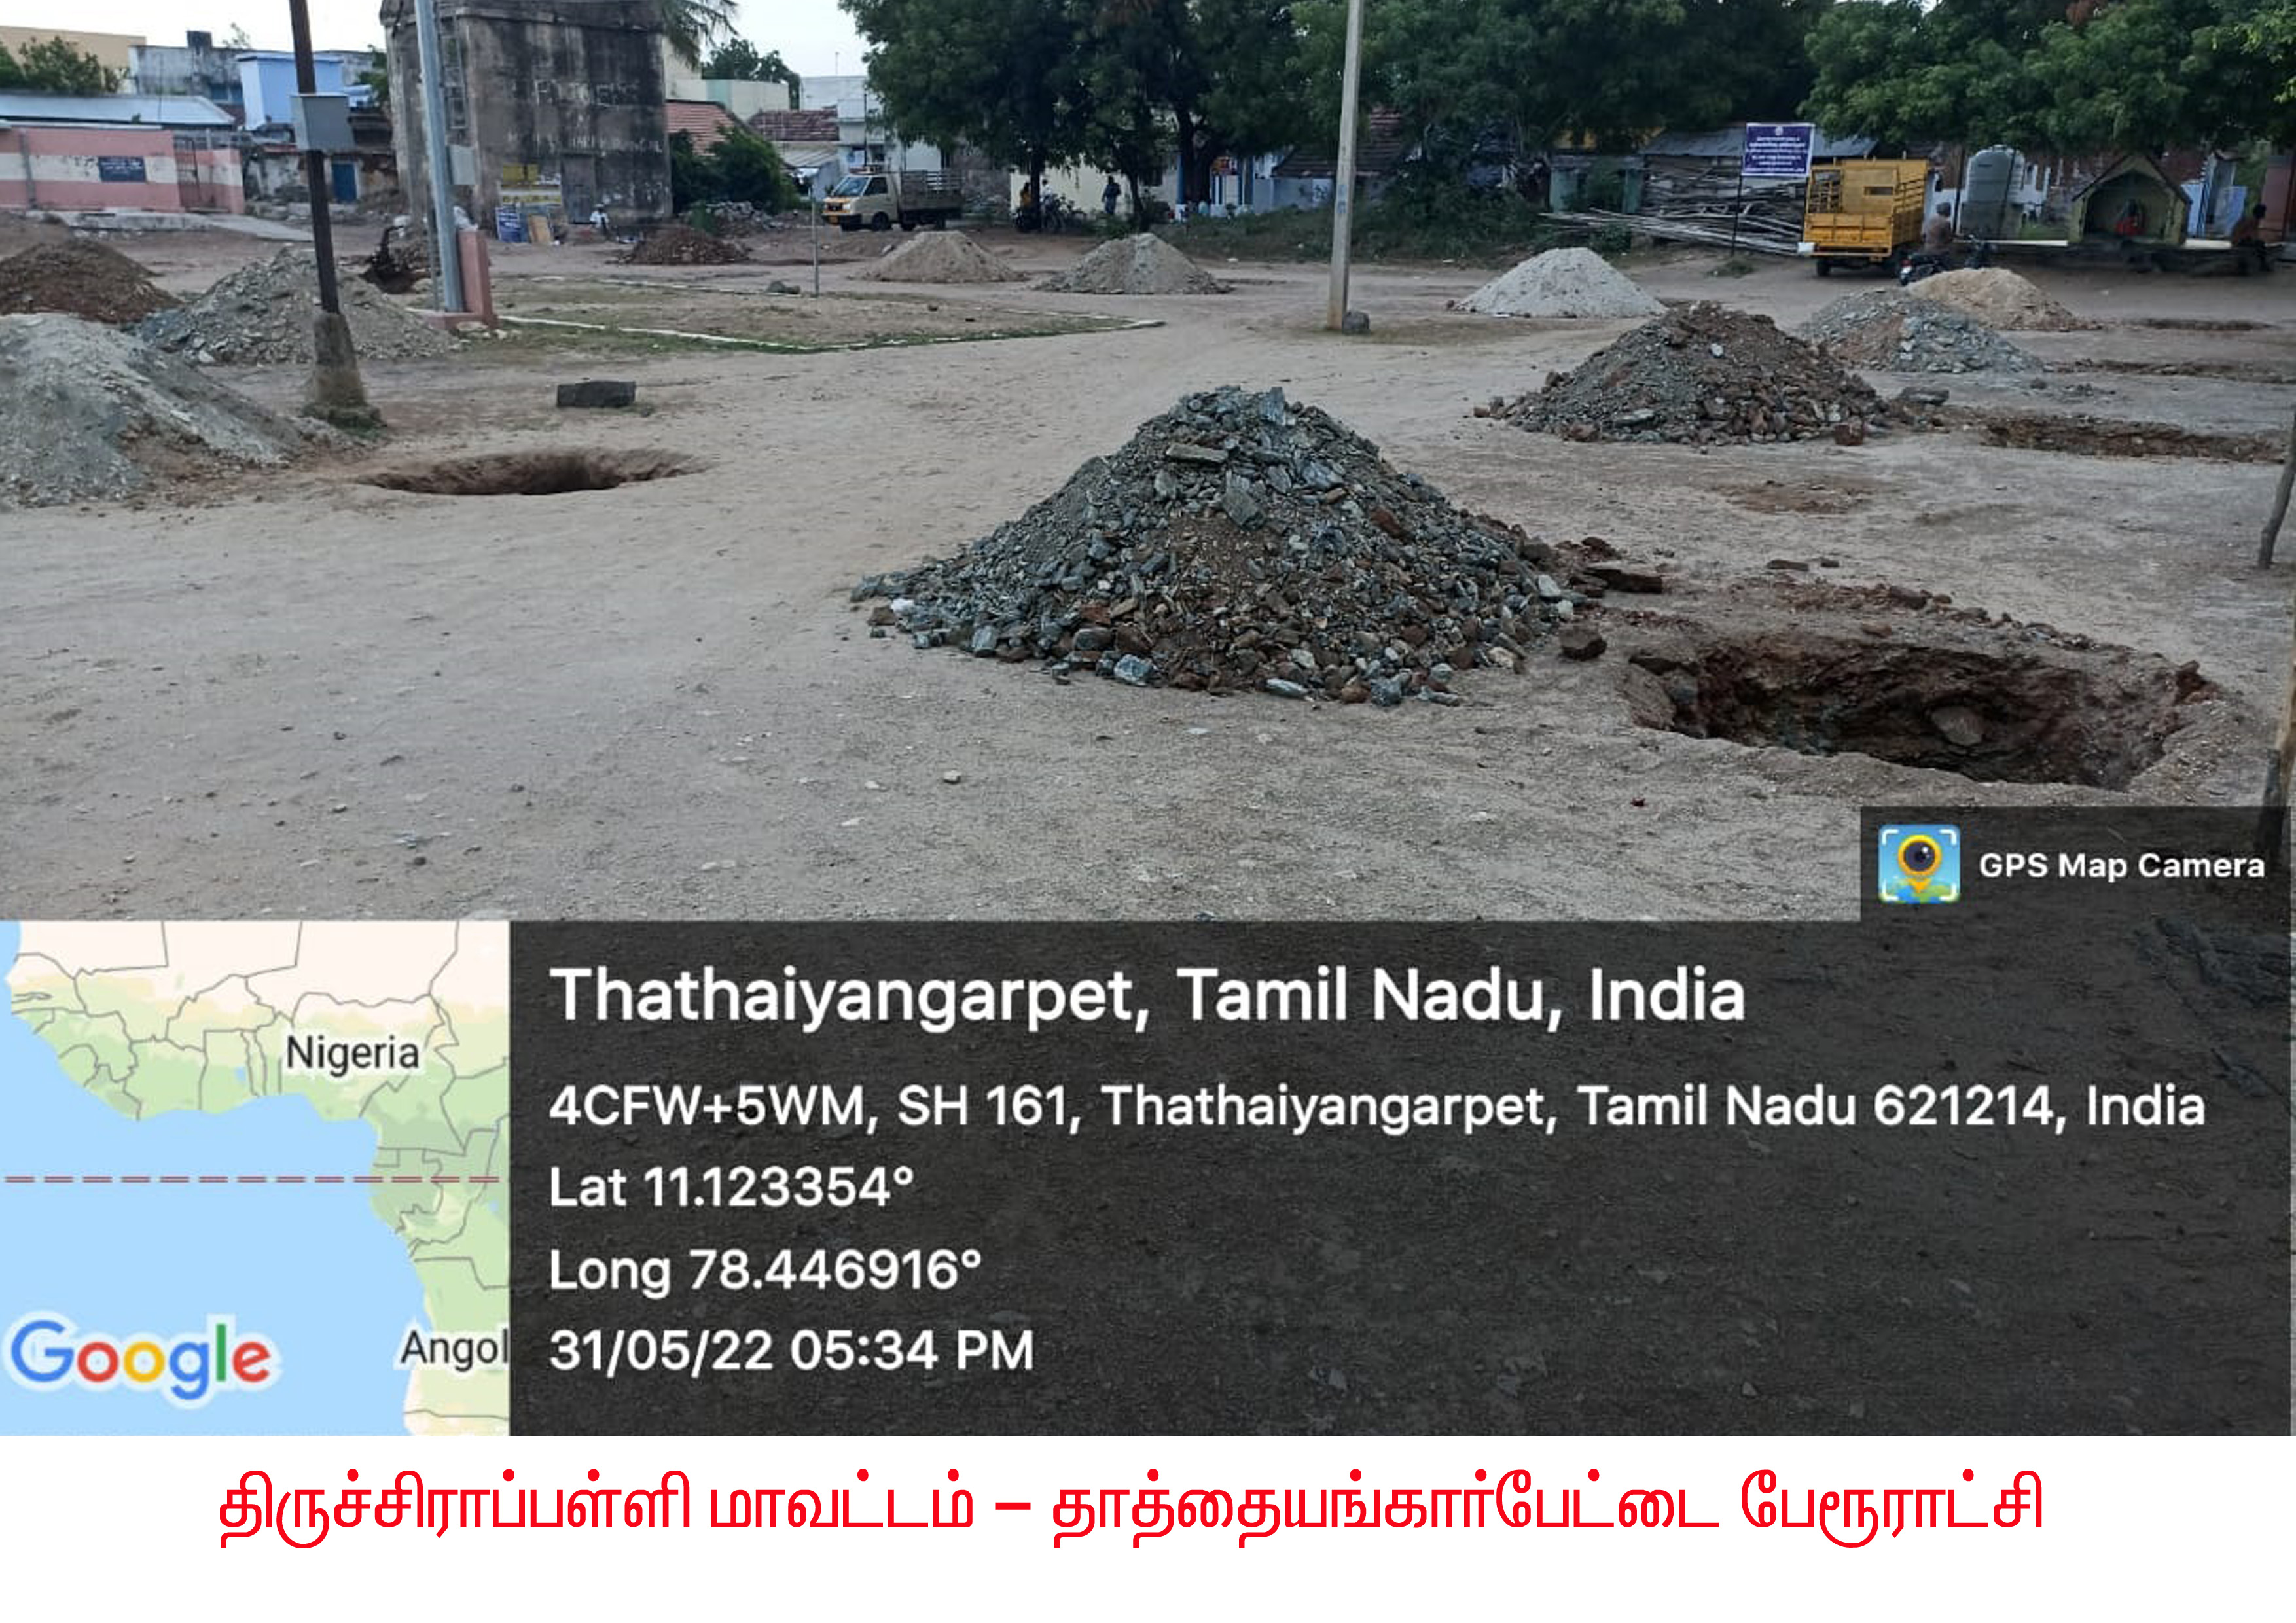 GPS Map Camera
Nigeria
Angol
Google
Thathaiyangarpet, Tamil Nadu, India
4CFW+5WM, SH 161, Thathaiyangarpet, Tamil Nadu 621214, India
Lat 11.123354°
Long 78.446916°
31/05/22 05:34 PM
திருச்சிராப்பள்ளி மாவட்டம் – தாத்தையங்கார்பேட்டை பேரூராட்சி